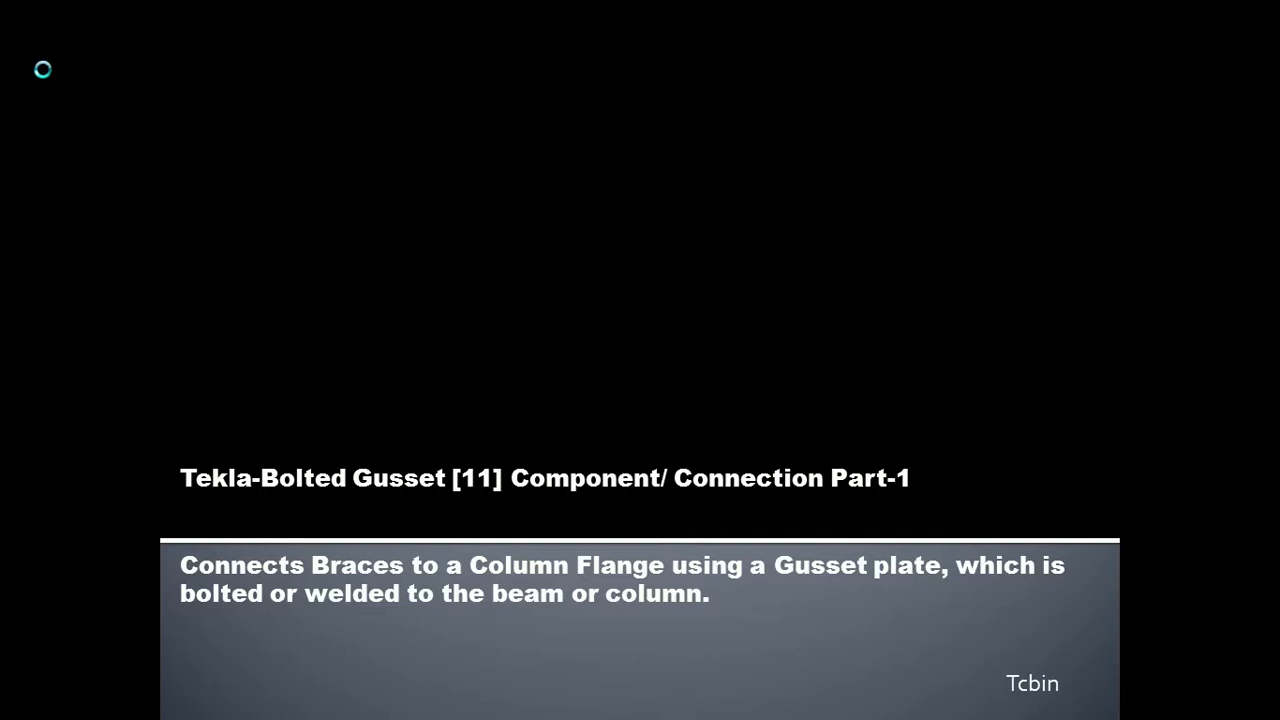 Tekla-Bolted Gusset [11] Component/ Connection Part-1
Connects Braces to a Column Flange using a Gusset plate, which is
bolted or welded to the beam or column.
Tcbin